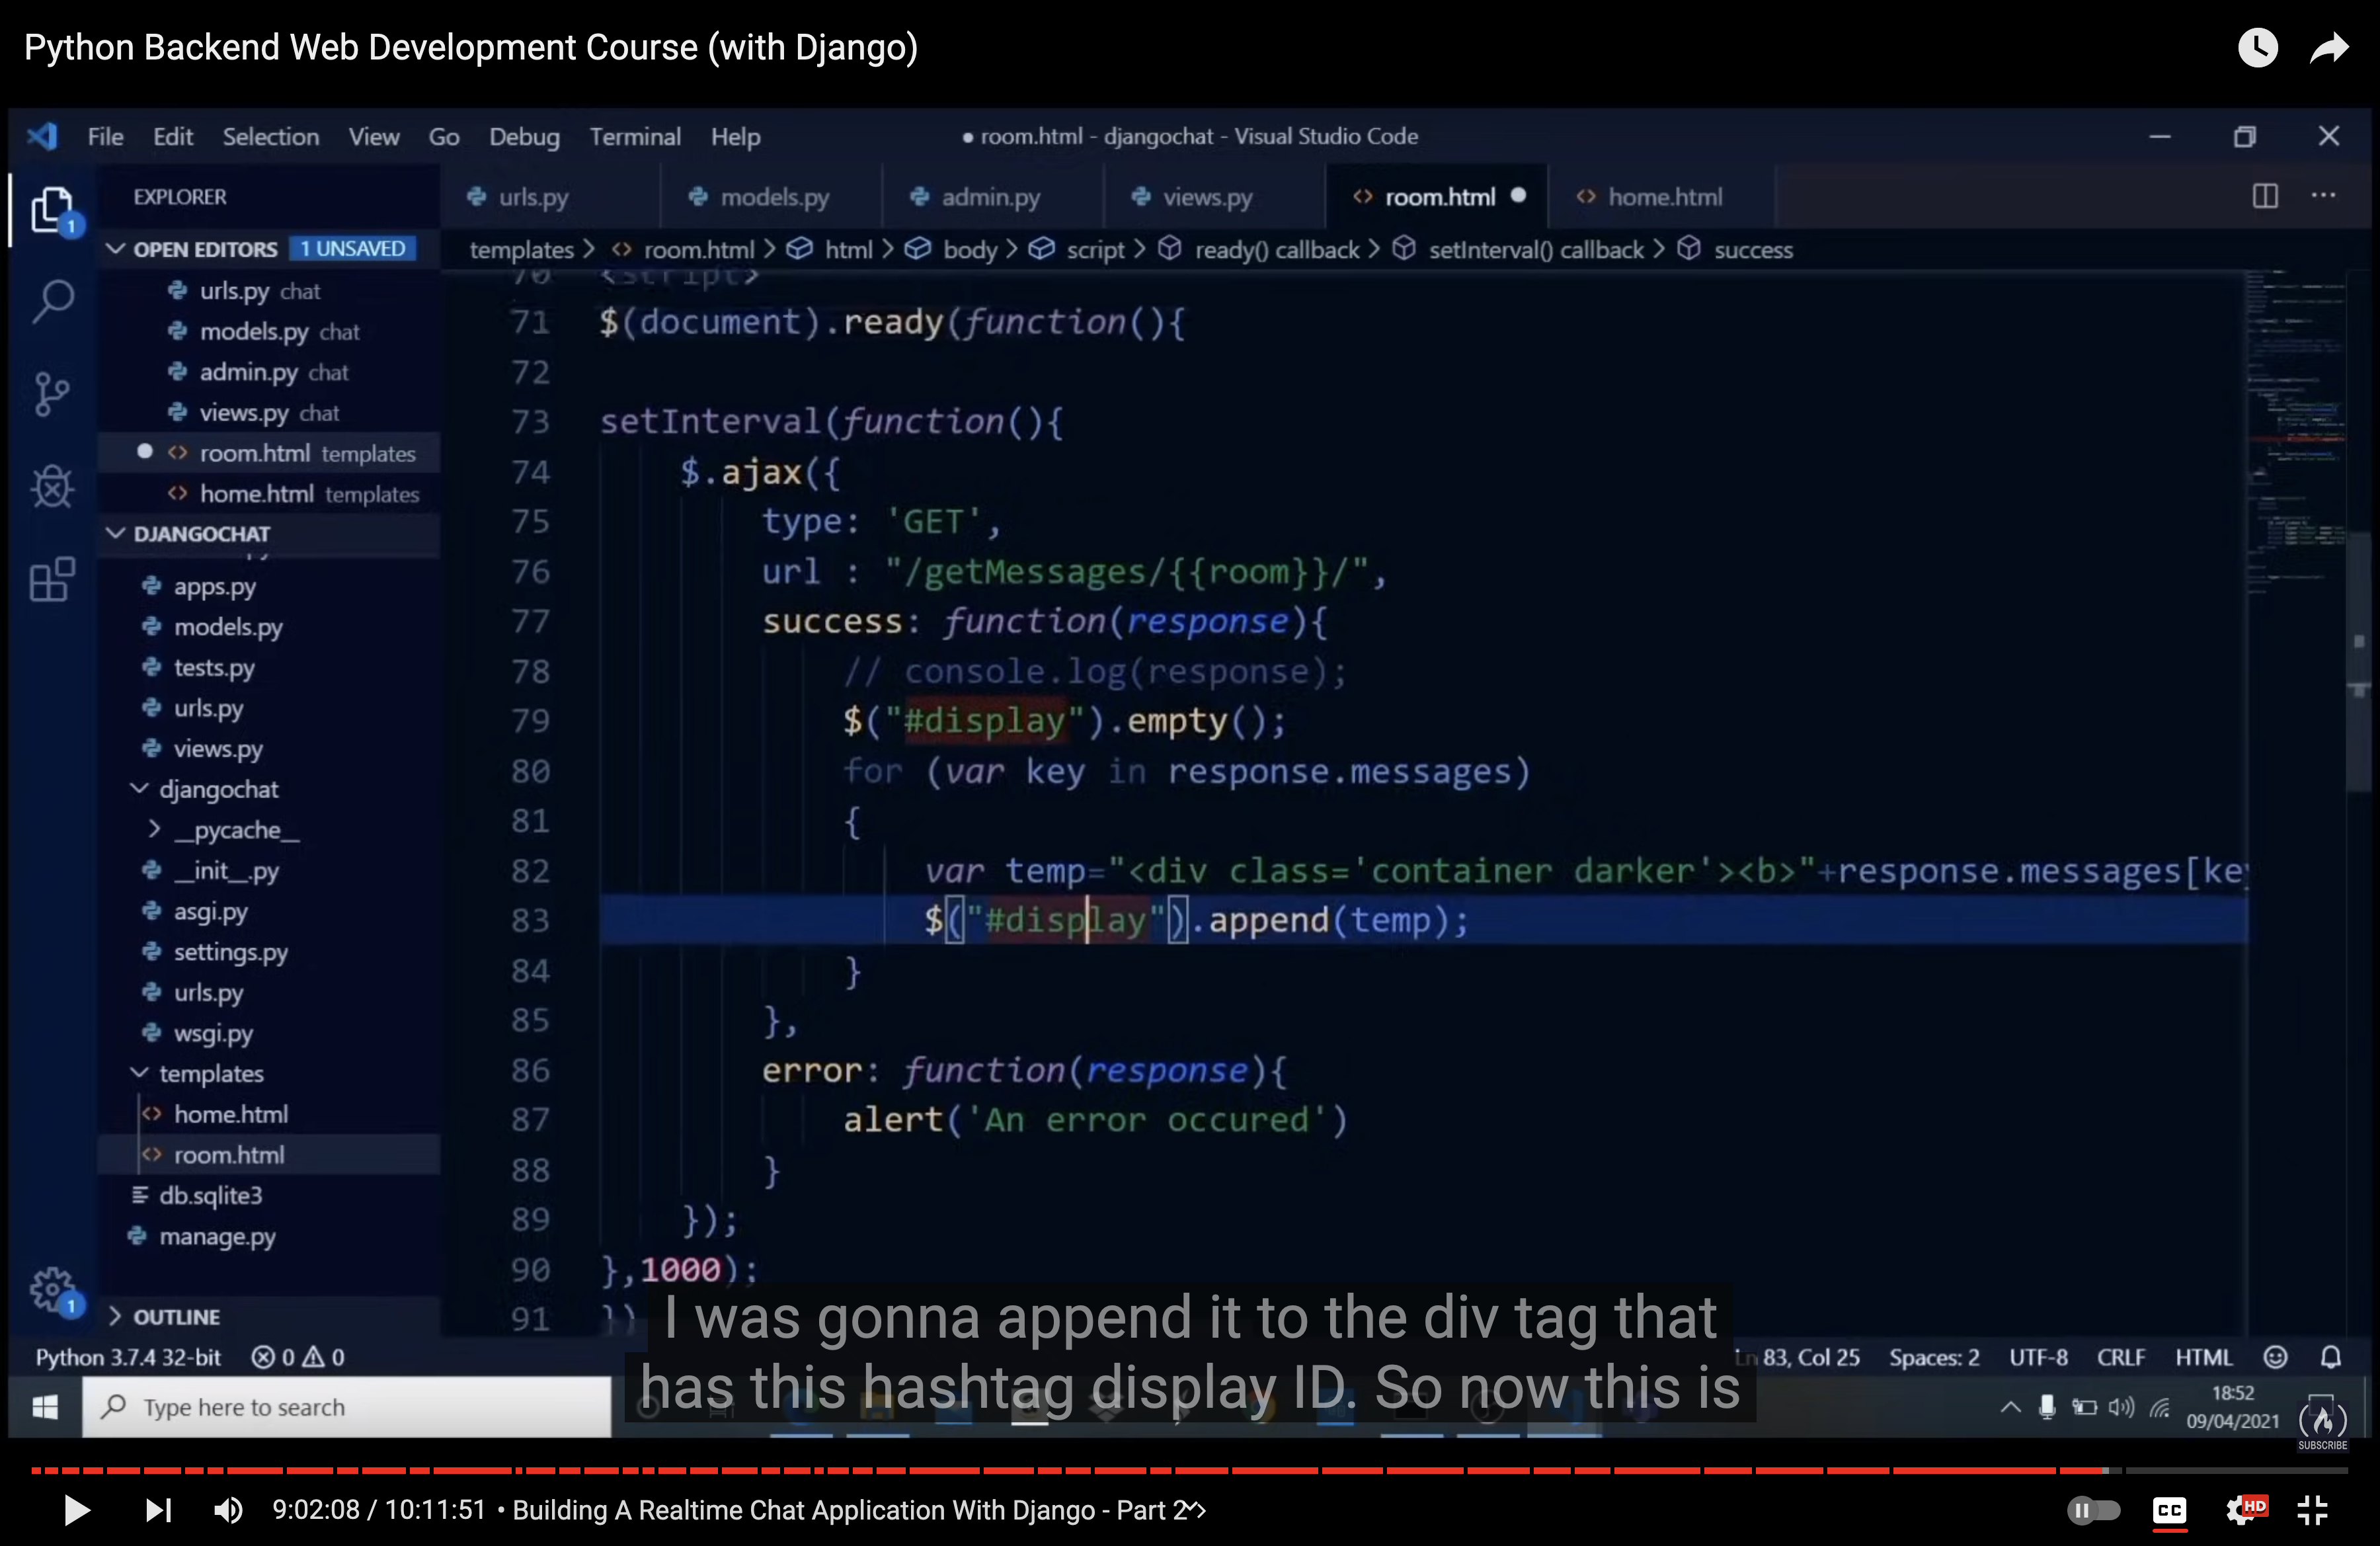 Python Backend Web Development Course (with Django)
File Edit Selection View Go Debug Terminal Help
● room.html - djangochat - Visual Studio Code
EXPLORER
OPEN EDITORS 1 UNSAVED
urls.py chat
models.py chat
admin.py chat
views.py chat
room.html templates
home.html templates
DJANGOCHAT
apps.py
models.py
tests.py
urls.py
views.py
djangochat
__pycache__
__init__.py
asgi.py
settings.py
urls.py
wsgi.py
templates
home.html
room.html
db.sqlite3
manage.py
OUTLINE
1
1
urls.py models.py admin.py views.py room.html home.html
templates > room.html > html > body > script > ready() callback > setInterval() callback > success
70 <script>
71 $(document).ready(function(){
72
73 setInterval(function(){
74 $.ajax({
75 type: 'GET',
76 url : "/getMessages/{{room}}/",
77 success: function(response){
78 // console.log(response);
79 $("#display").empty();
80 for (var key in response.messages)
81 {
82 var temp="<div class='container darker'><b>"+response.messages[key
83 $("#display").append(temp);
84 }
85 },
86 error: function(response){
87 alert('An error occured')
88 }
89 });
90 },1000);
91 })
I was gonna append it to the div tag that
has this hashtag display ID. So now this is
Python 3.7.4 32-bit 0 0
Ln 83, Col 25 Spaces: 2 UTF-8 CRLF HTML
Type here to search
18:52
09/04/2021
SUBSCRIBE
9:02:08 / 10:11:51 • Building A Realtime Chat Application With Django - Part 2
CC
HD